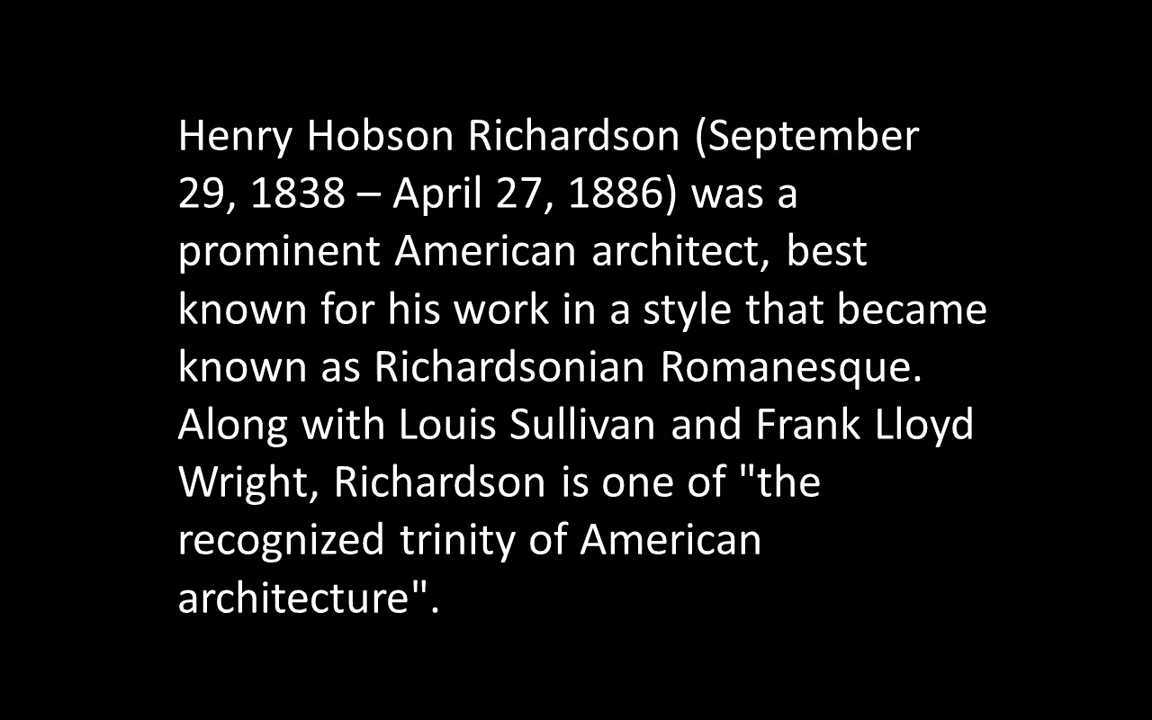 Henry Hobson Richardson (September
29, 1838 – April 27, 1886) was a
prominent American architect, best
known for his work in a style that became
known as Richardsonian Romanesque.
Along with Louis Sullivan and Frank Lloyd
Wright, Richardson is one of "the
recognized trinity of American
architecture".